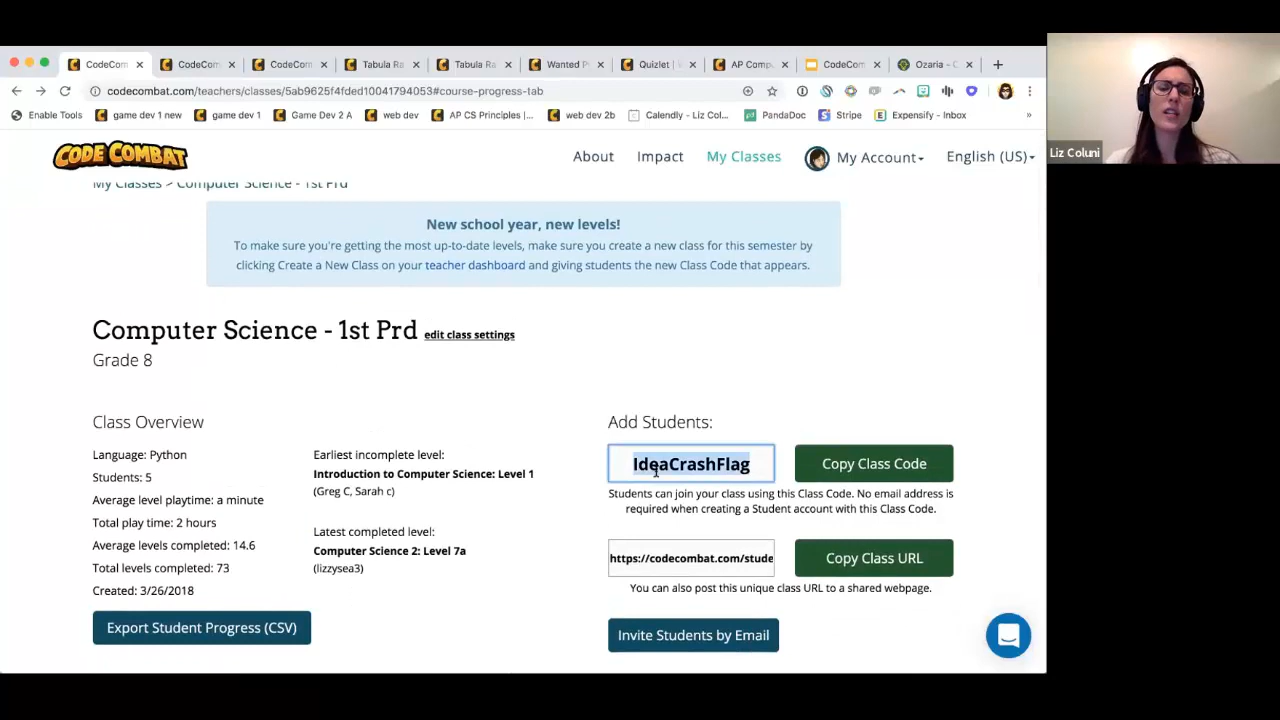 CodeCom
CodeCom
CodeCom
Tabula Ra
Tabula Ra
Wanted P
Quizlet |
AP Comp
CodeCom
Ozaria - C
codecombat.com/teachers/classes/5ab9625f4fded10041794053#course-progress-tab
Enable Tools
game dev 1 new
game dev 1
Game Dev 2 A
web dev
AP CS Principles |...
web dev 2b
Calendly - Liz Col...
PandaDoc
Stripe
Expensify - Inbox
»
CODE COMBAT
About
Impact
My Classes
My Account
English (US)
Liz Coluni
My Classes > Computer Science - 1st Prd
New school year, new levels!
To make sure you're getting the most up-to-date levels, make sure you create a new class for this semester by
clicking Create a New Class on your teacher dashboard and giving students the new Class Code that appears.
Computer Science - 1st Prd edit class settings
Grade 8
Class Overview
Language: Python
Students: 5
Average level playtime: a minute
Total play time: 2 hours
Average levels completed: 14.6
Total levels completed: 73
Created: 3/26/2018
Export Student Progress (CSV)
Earliest incomplete level:
Introduction to Computer Science: Level 1
(Greg C, Sarah c)
Latest completed level:
Computer Science 2: Level 7a
(lizzysea3)
Add Students:
IdeaCrashFlag
Copy Class Code
Students can join your class using this Class Code. No email address is
required when creating a Student account with this Class Code.
https://codecombat.com/stude
Copy Class URL
You can also post this unique class URL to a shared webpage.
Invite Students by Email